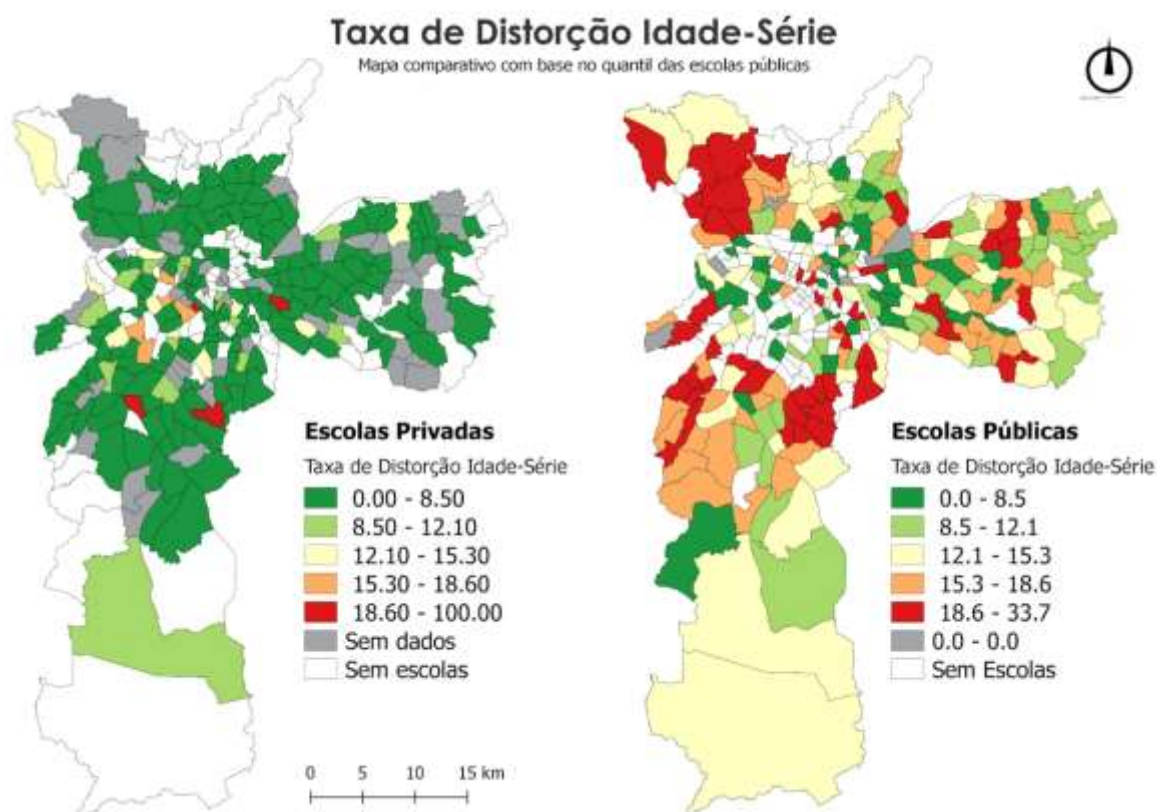 Taxa de Distorção Idade-Série
Mapa comparativo com base no quantil das escolas públicas
Escolas Privadas
Taxa de Distorção Idade-Série
0.00 - 8.50
8.50 - 12.10
12.10 - 15.30
15.30 - 18.60
18.60 - 100.00
Sem dados
Sem escolas
0 5 10 15 km
Escolas Públicas
Taxa de Distorção Idade-Série
0.0 - 8.5
8.5 - 12.1
12.1 - 15.3
15.3 - 18.6
18.6 - 33.7
0.0 - 0.0
Sem Escolas